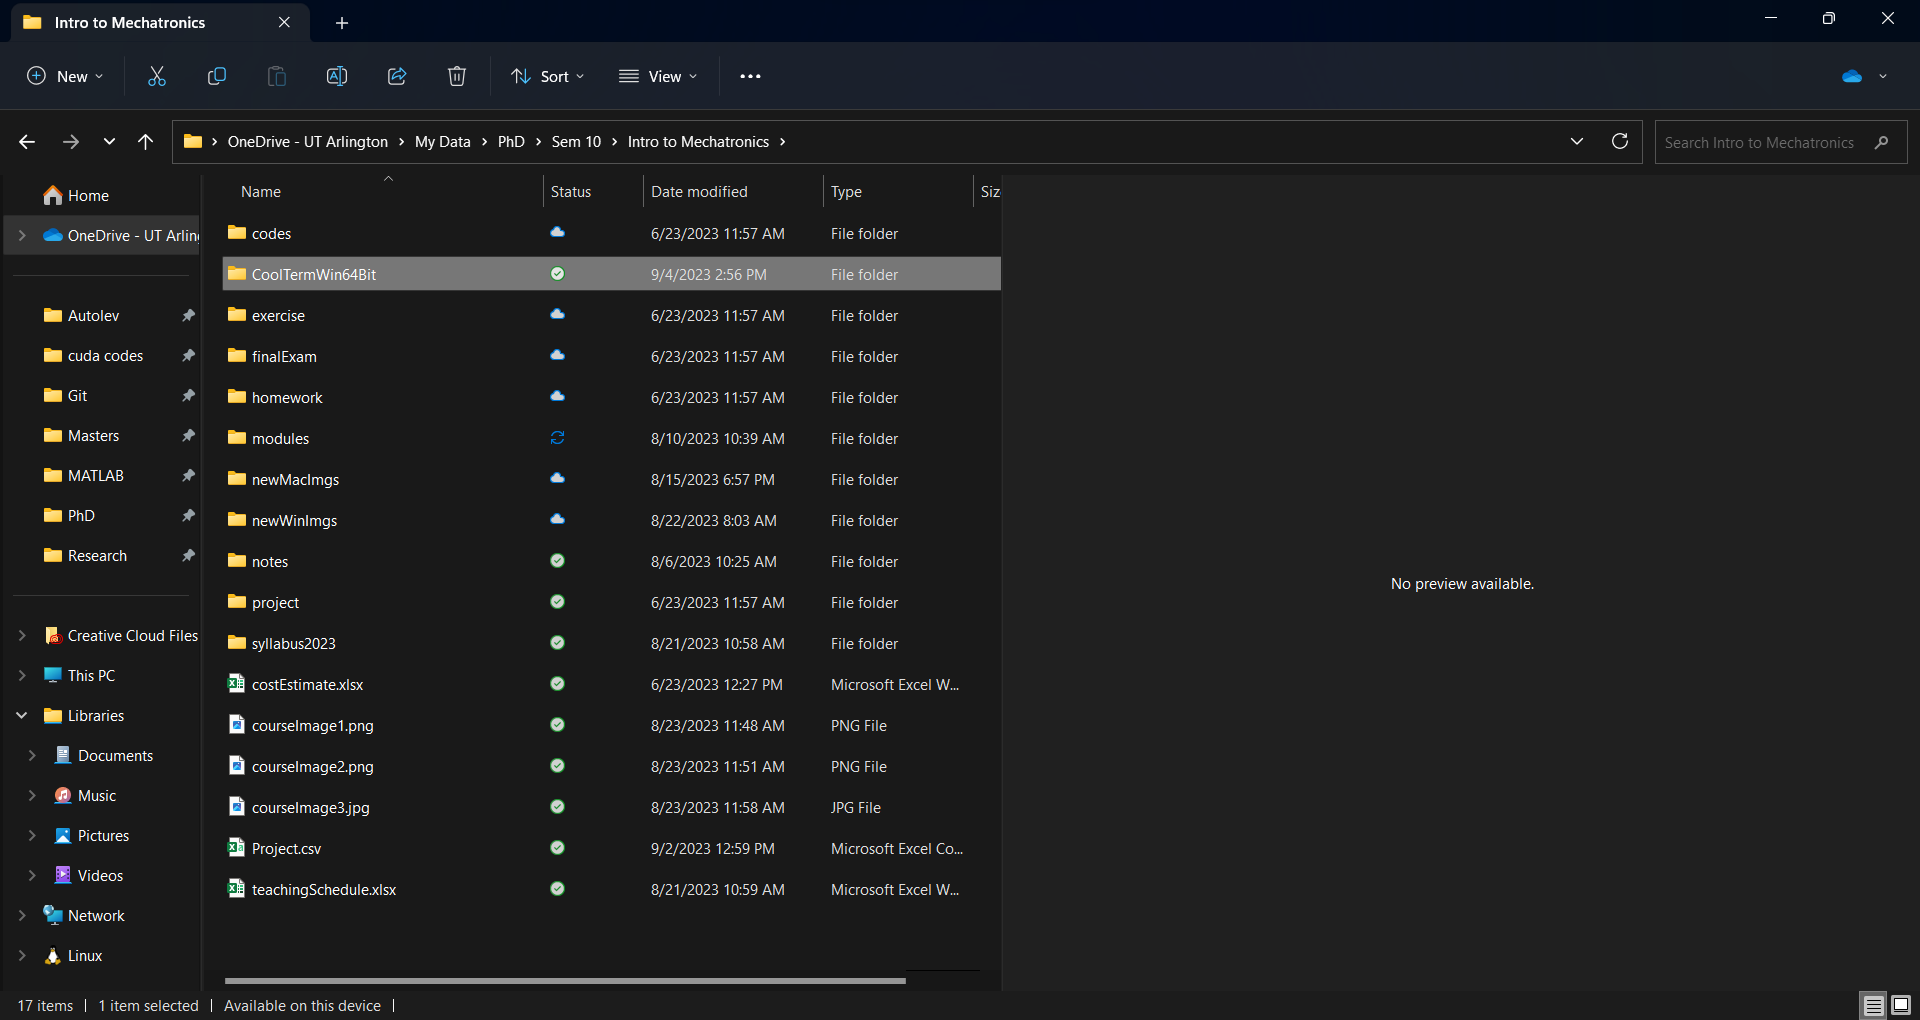 Intro to Mechatronics
New
Sort
View
OneDrive - UT Arlington > My Data > PhD > Sem 10 > Intro to Mechatronics >
Search Intro to Mechatronics
Home
OneDrive - UT Arlin
Autolev
cuda codes
Git
Masters
MATLAB
PhD
Research
Creative Cloud Files
This PC
Libraries
Documents
Music
Pictures
Videos
Network
Linux
Name Status Date modified Type Siz
codes 6/23/2023 11:57 AM File folder
CoolTermWin64Bit 9/4/2023 2:56 PM File folder
exercise 6/23/2023 11:57 AM File folder
finalExam 6/23/2023 11:57 AM File folder
homework 6/23/2023 11:57 AM File folder
modules 8/10/2023 10:39 AM File folder
newMacImgs 8/15/2023 6:57 PM File folder
newWinImgs 8/22/2023 8:03 AM File folder
notes 8/6/2023 10:25 AM File folder
project 6/23/2023 11:57 AM File folder
syllabus2023 8/21/2023 10:58 AM File folder
costEstimate.xlsx 6/23/2023 12:27 PM Microsoft Excel W...
courseImage1.png 8/23/2023 11:48 AM PNG File
courseImage2.png 8/23/2023 11:51 AM PNG File
courseImage3.jpg 8/23/2023 11:58 AM JPG File
Project.csv 9/2/2023 12:59 PM Microsoft Excel Co...
teachingSchedule.xlsx 8/21/2023 10:59 AM Microsoft Excel W...
No preview available.
17 items | 1 item selected | Available on this device |